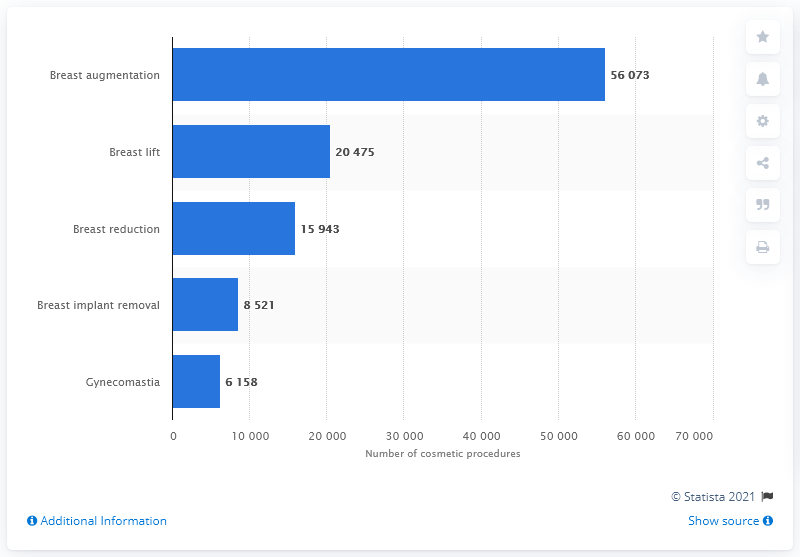 Breast augmentation 56 073
Breast lift 20 475
Breast reduction 15 943
Breast implant removal 8 521
Gynecomastia 6 158
0 10 000 20 000 30 000 40 000 50 000 60 000 70 000
Number of cosmetic procedures
© Statista 2021
Additional Information Show source